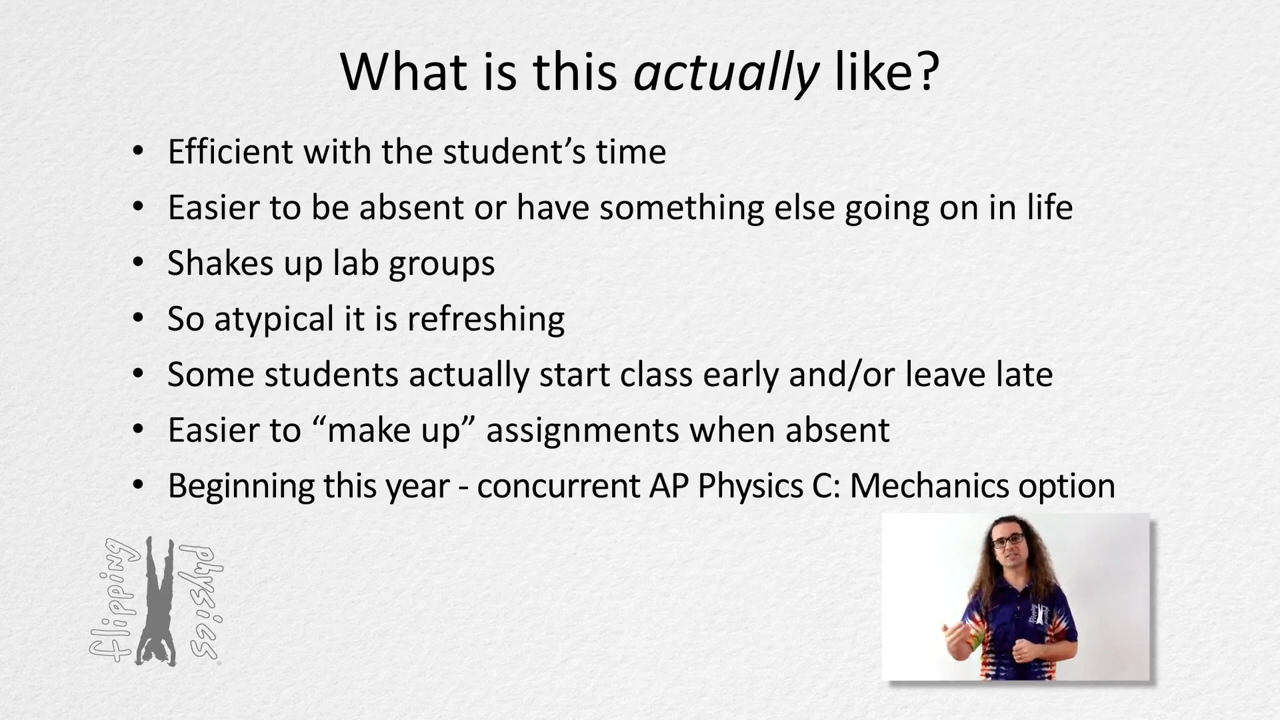 What is this actually like?
• Efficient with the student’s time
• Easier to be absent or have something else going on in life
• Shakes up lab groups
• So atypical it is refreshing
• Some students actually start class early and/or leave late
• Easier to “make up” assignments when absent
• Beginning this year - concurrent AP Physics C: Mechanics option
flipping
physics